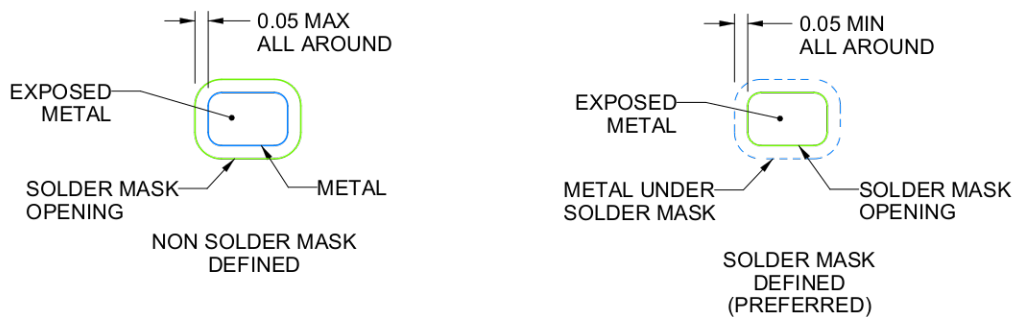 0.05 MAX
ALL AROUND
EXPOSED
METAL
SOLDER MASK
OPENING
METAL
NON SOLDER MASK
DEFINED
0.05 MIN
ALL AROUND
EXPOSED
METAL
METAL UNDER
SOLDER MASK
SOLDER MASK
OPENING
SOLDER MASK
DEFINED
(PREFERRED)